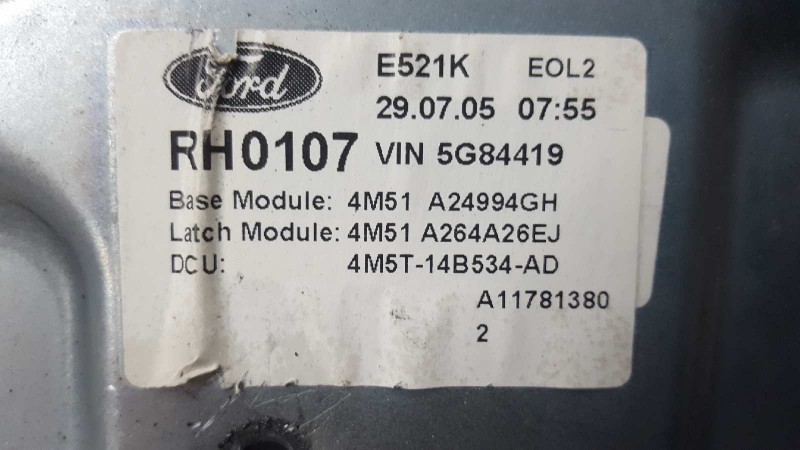 Ford
E521K EOL2
29.07.05 07:55
RH0107 VIN 5G84419
Base Module: 4M51 A24994GH
Latch Module: 4M51 A264A26EJ
DCU: 4M5T-14B534-AD
A11781380
2